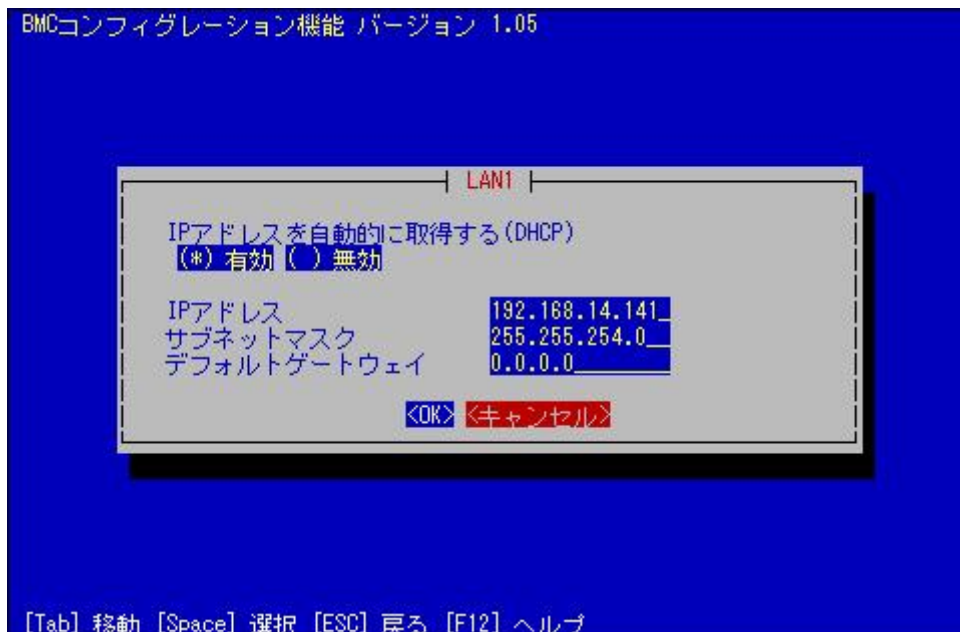 BMCコンフィグレーション機能 バージョン 1.05
LAN1
IPアドレスを自動的に取得する(DHCP)
(*) 有効 ( ) 無効
IPアドレス 192.168.14.141_
サブネットマスク 255.255.254.0__
デフォルトゲートウェイ 0.0.0.0________
<OK> <キャンセル>
[Tab] 移動 [Space] 選択 [ESC] 戻る [F12] ヘルプ